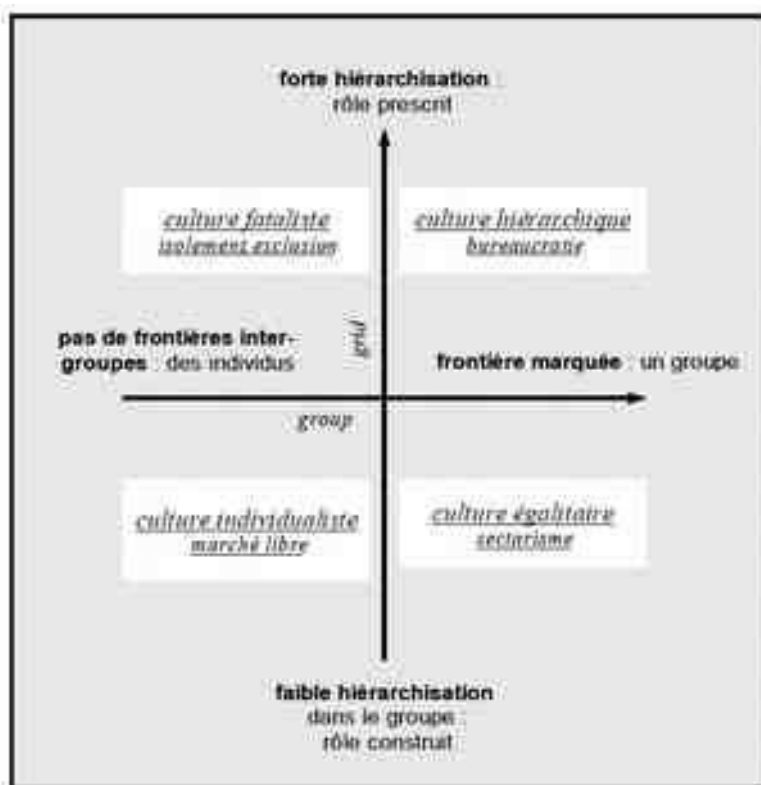 forte hiérarchisation :
rôle prescrit
culture fataliste
isolement exclusion
culture hiérarchique
bureaucratie
grid
pas de frontières inter-
groupes : des individus
frontière marquée : un groupe
group
culture individualiste
marché libre
culture égalitaire
sectarisme
faible hiérarchisation
dans le groupe :
rôle construit